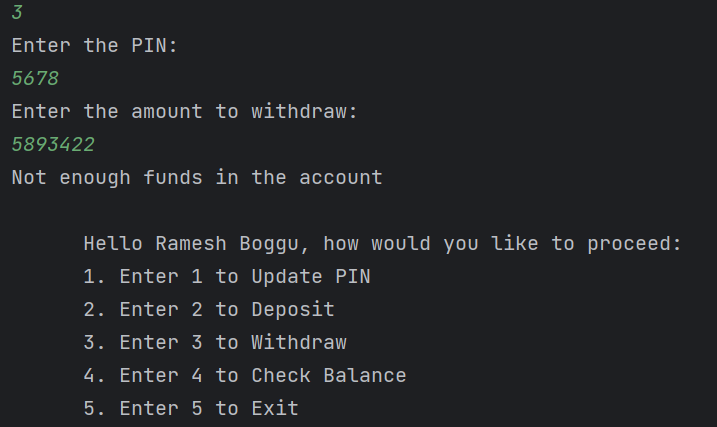 3
Enter the PIN:
5678
Enter the amount to withdraw:
5893422
Not enough funds in the account
Hello Ramesh Boggu, how would you like to proceed:
1. Enter 1 to Update PIN
2. Enter 2 to Deposit
3. Enter 3 to Withdraw
4. Enter 4 to Check Balance
5. Enter 5 to Exit